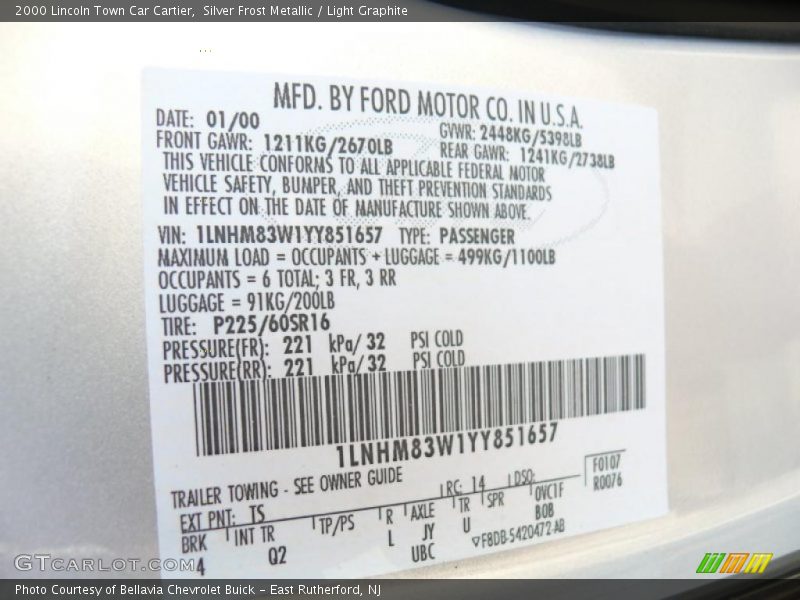 2000 Lincoln Town Car Cartier,  Silver Frost Metallic / Light Graphite
MFD. BY FORD MOTOR CO. IN U.S.A.
DATE: 01/00 GVWR: 2448KG/5398LB
FRONT GAWR: 1211KG/2670LB REAR GAWR: 1241KG/2738LB
THIS VEHICLE CONFORMS TO ALL APPLICABLE FEDERAL MOTOR
VEHICLE SAFETY, BUMPER, AND THEFT PREVENTION STANDARDS
IN EFFECT ON THE DATE OF MANUFACTURE SHOWN ABOVE.
VIN: 1LNHM83W1YY851657 TYPE: PASSENGER
MAXIMUM LOAD = OCCUPANTS + LUGGAGE = 499KG/1100LB
OCCUPANTS = 6 TOTAL; 3 FR, 3 RR
LUGGAGE = 91KG/200LB
TIRE: P225/60SR16
PRESSURE(FR): 221 kPa/ 32 PSI COLD
PRESSURE(RR): 221 kPa/ 32 PSI COLD
1LNHM83W1YY851657
TRAILER TOWING - SEE OWNER GUIDE
EXT PNT: TS RC: 14 DSO: F0107
BRK INT TR TP/PS R AXLE TR SPR OVC1F R0076
4 Q2 L JY U BOB
UBC ▽F8DB-5420472-AB
GTCARLOT.COM
Photo Courtesy of Bellavia Chevrolet Buick – East Rutherford, NJ